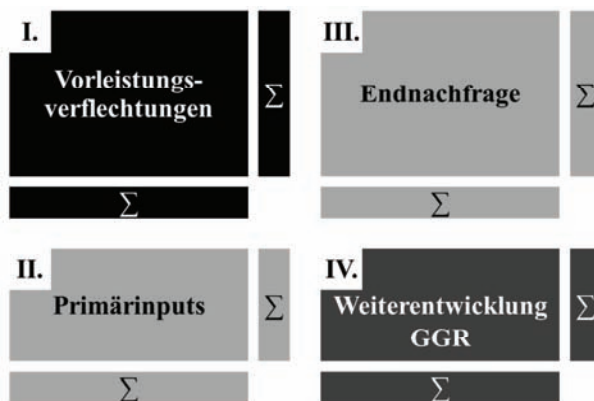 I.
Vorleistungs-
verflechtungen
∑
∑
III.
Endnachfrage
∑
∑
II.
Primärinputs
∑
∑
IV.
Weiterentwicklung
GGR
∑
∑